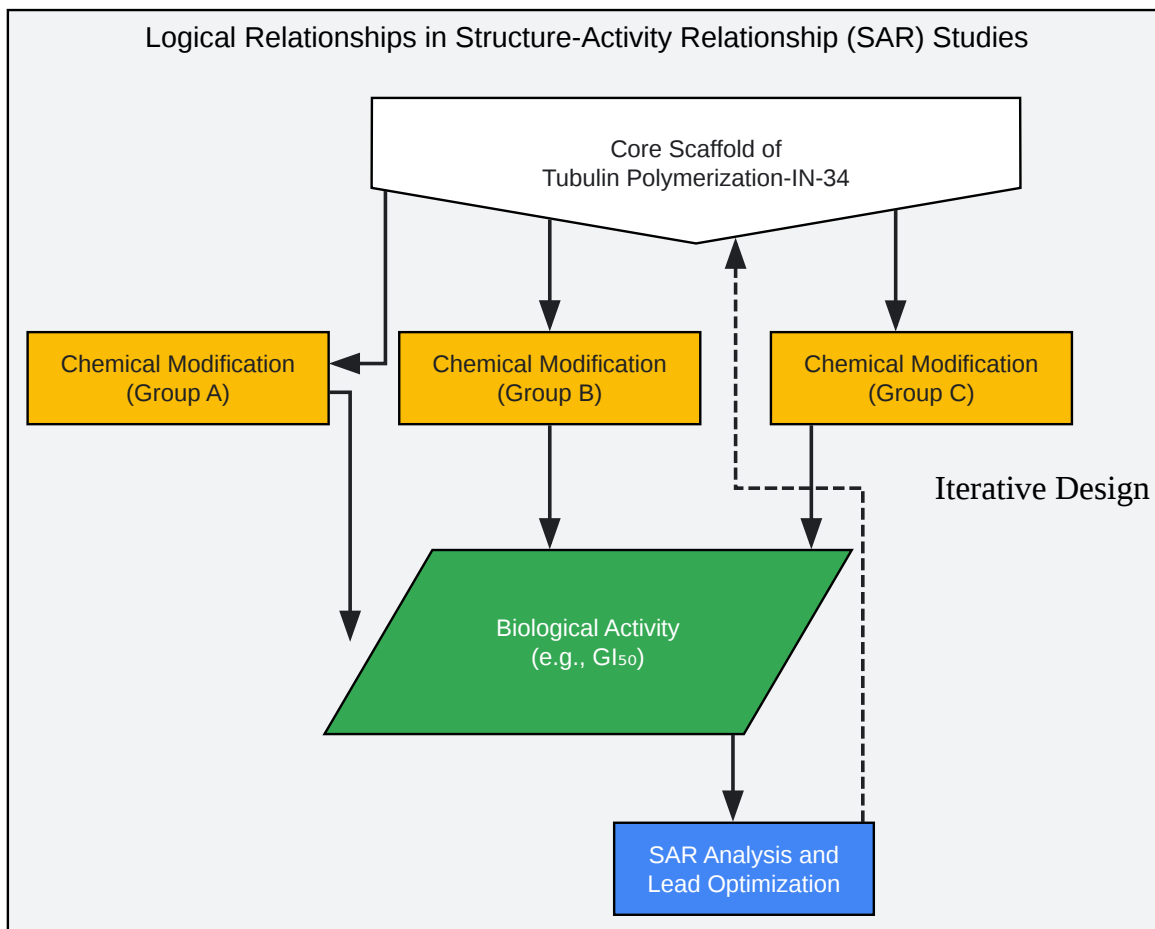 Logical Relationships in Structure-Activity Relationship (SAR) Studies
Core Scaffold of
Tubulin Polymerization-IN-34
Chemical Modification
(Group A)
Chemical Modification
(Group B)
Chemical Modification
(Group C)
Iterative Design
Biological Activity
(e.g., GI₅₀)
SAR Analysis and
Lead Optimization